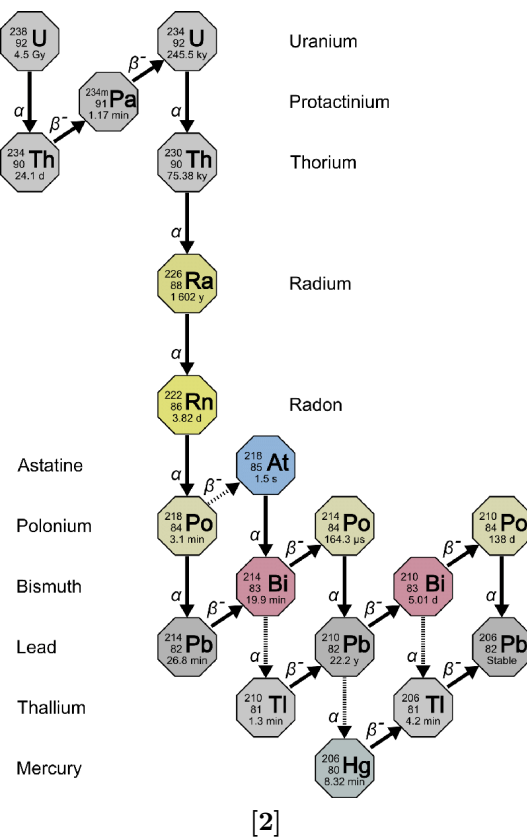 238
92 U
4.5 Gy
234
92 U
245.5 ky
Uranium
β⁻
234m
91 Pa
1.17 min
Protactinium
α
β⁻
α
234
90 Th
24.1 d
230
90 Th
75.38 ky
Thorium
α
226
88 Ra
1 602 y
Radium
α
222
86 Rn
3.82 d
Radon
α
Astatine
β⁻
218
85 At
1.5 s
Polonium
218
84 Po
3.1 min
214
84 Po
164.3 µs
210
84 Po
138 d
α
β⁻
β⁻
Bismuth
214
83 Bi
19.9 min
210
83 Bi
5.01 d
α
β⁻
α
β⁻
α
Lead
214
82 Pb
26.8 min
210
82 Pb
22.2 y
206
82 Pb
Stable
α
β⁻
α
β⁻
Thallium
210
81 Tl
1.3 min
206
81 Tl
4.2 min
α
β⁻
Mercury
206
80 Hg
8.32 min
[2]